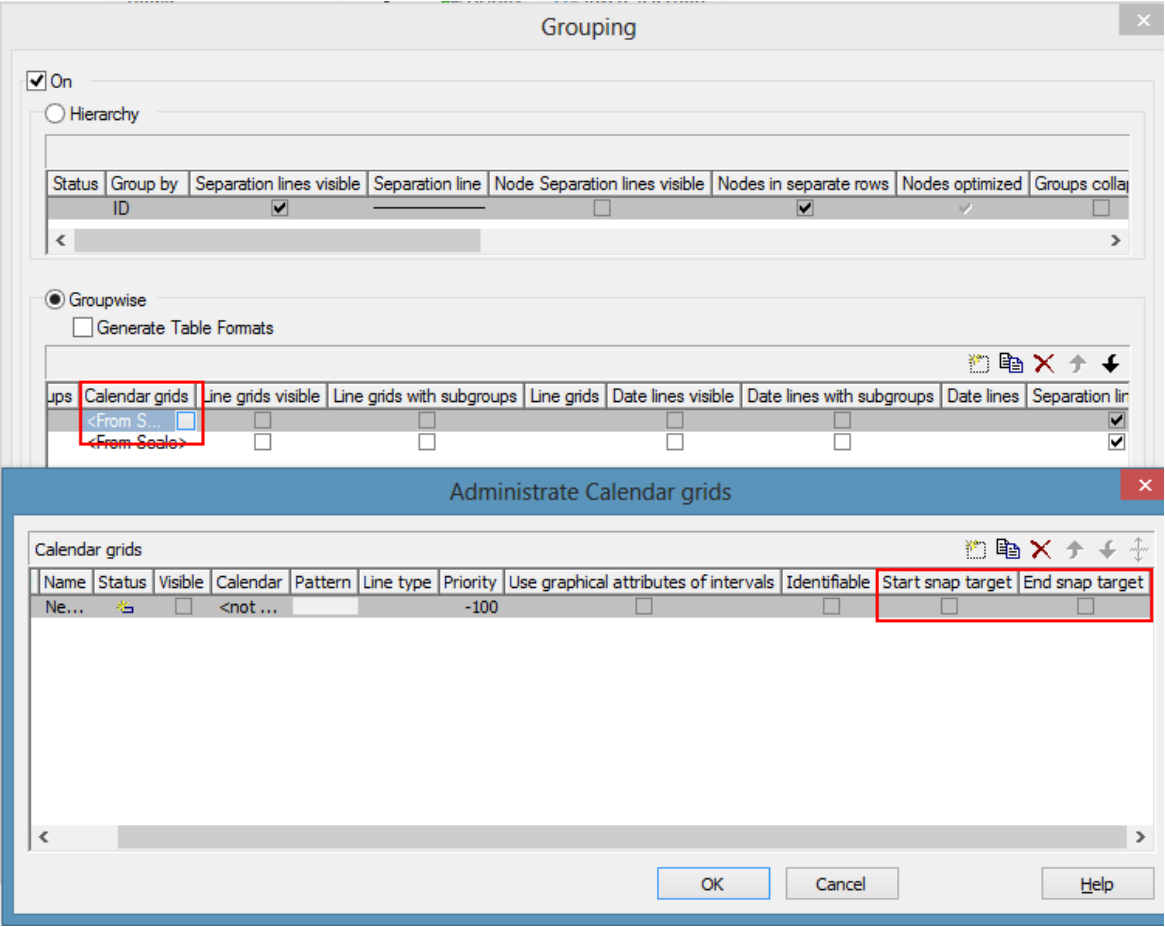 Grouping
On
Hierarchy
Status Group by Separation lines visible Separation line Node Separation lines visible Nodes in separate rows Nodes optimized Groups collap
ID
Groupwise
Generate Table Formats
ups Calendar grids Line grids visible Line grids with subgroups Line grids Date lines visible Date lines with subgroups Date lines Separation lin
<From S...
<From Scale>
Administrate Calendar grids
Calendar grids
Name Status Visible Calendar Pattern Line type Priority Use graphical attributes of intervals Identifiable Start snap target End snap target
Ne... <not ... -100
OK Cancel Help